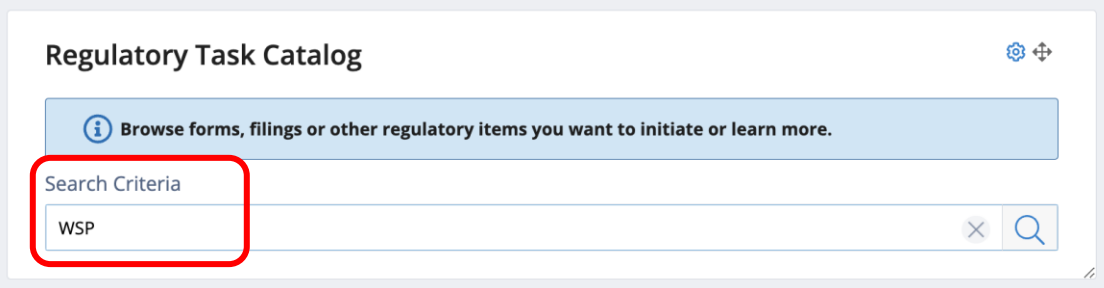 Regulatory Task Catalog
Browse forms, filings or other regulatory items you want to initiate or learn more.
Search Criteria
WSP